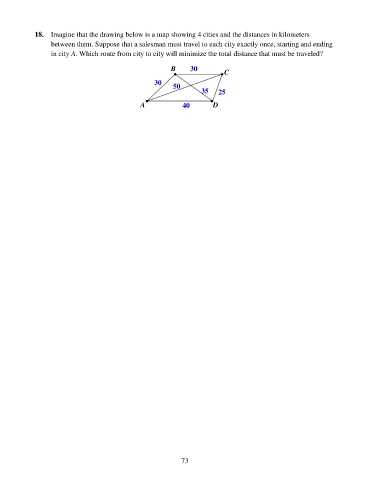 18. Imagine that the drawing below is a map showing 4 cities and the distances in kilometers
between them. Suppose that a salesman must travel to each city exactly once, starting and ending
in city A. Which route from city to city will minimize the total distance that must be traveled?
B 30 C
30 50 35 25
A 40 D
73